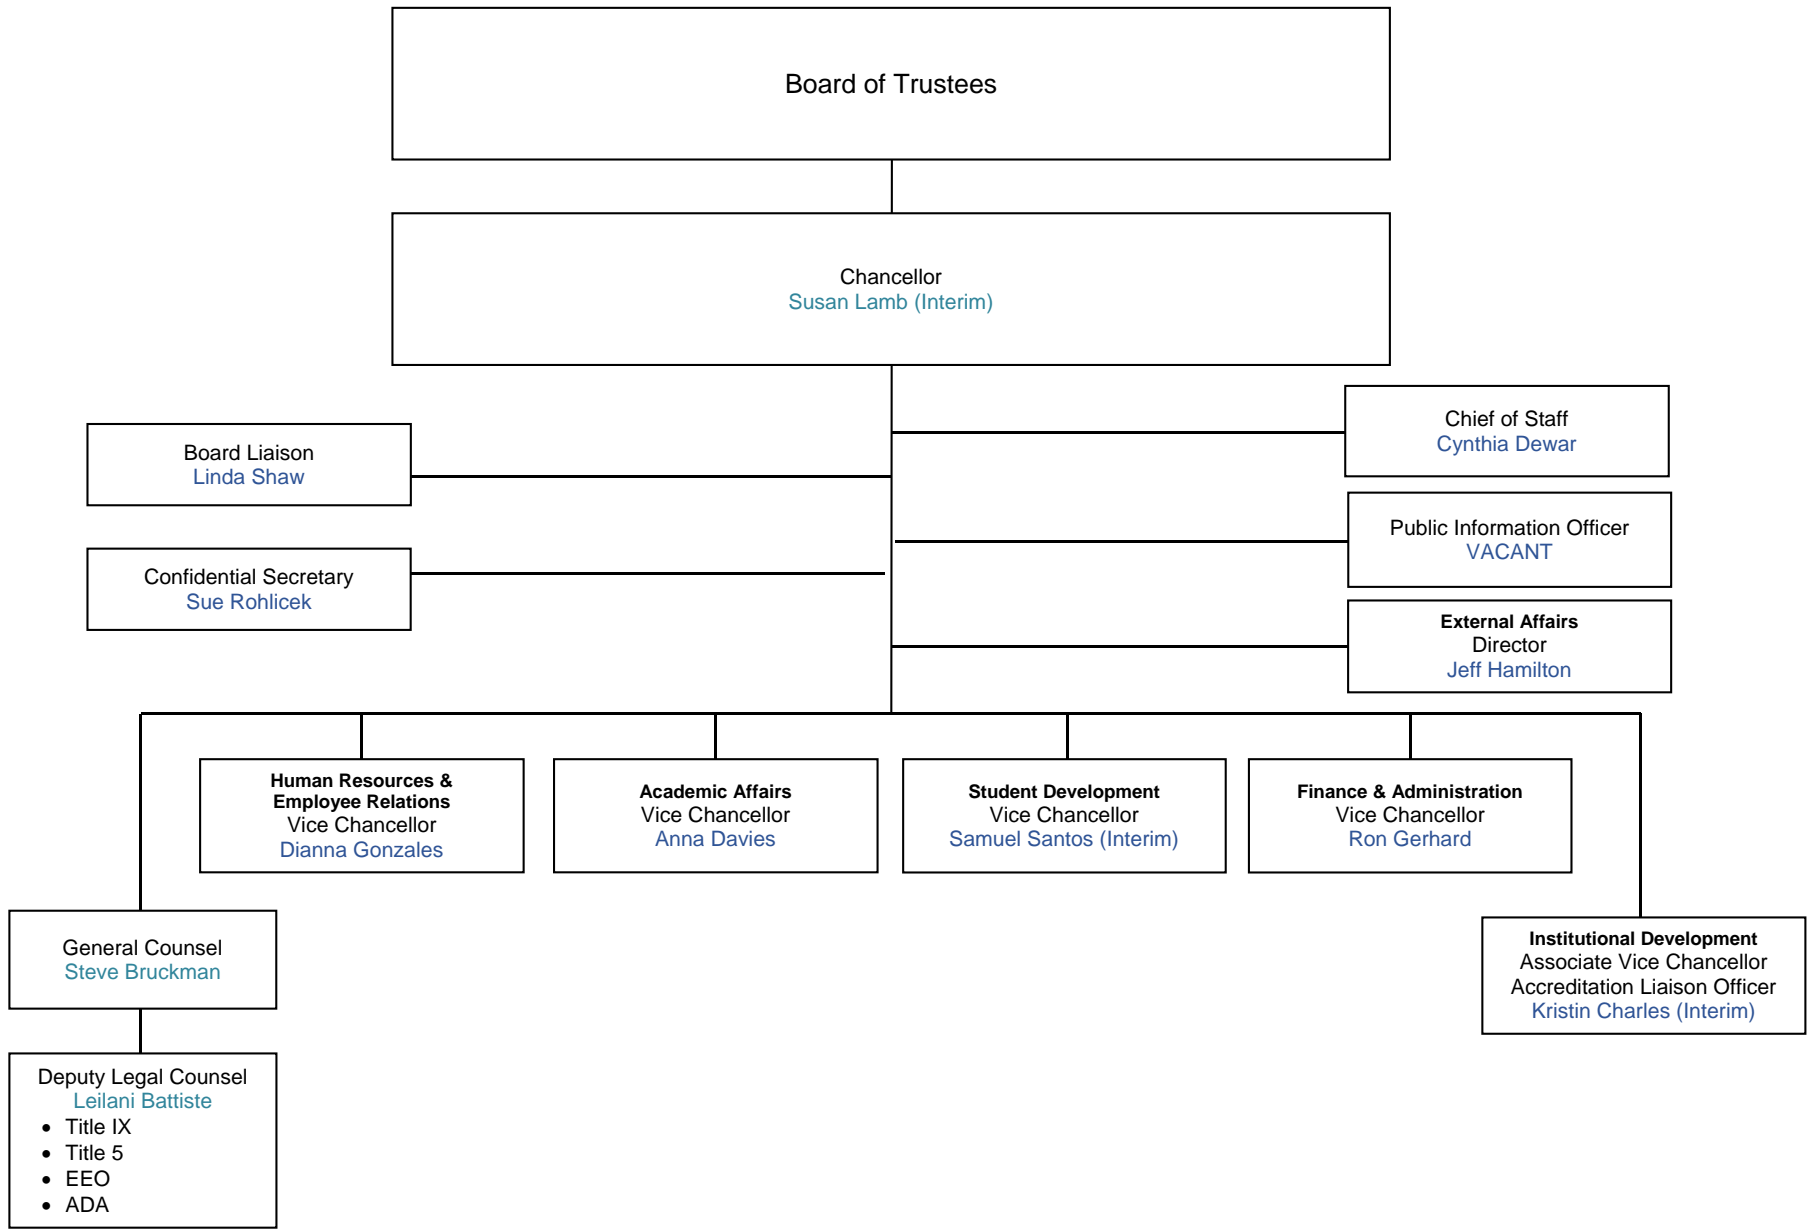 Board of Trustees
Chancellor
Susan Lamb (Interim)
Board Liaison
Linda Shaw
Confidential Secretary
Sue Rohlicek
Chief of Staff
Cynthia Dewar
Public Information Officer
VACANT
External Affairs
Director
Jeff Hamilton
Human Resources &
Employee Relations
Vice Chancellor
Dianna Gonzales
Academic Affairs
Vice Chancellor
Anna Davies
Student Development
Vice Chancellor
Samuel Santos (Interim)
Finance & Administration
Vice Chancellor
Ron Gerhard
General Counsel
Steve Bruckman
Institutional Development
Associate Vice Chancellor
Accreditation Liaison Officer
Kristin Charles (Interim)
Deputy Legal Counsel
Leilani Battiste
• Title IX
• Title 5
• EEO
• ADA